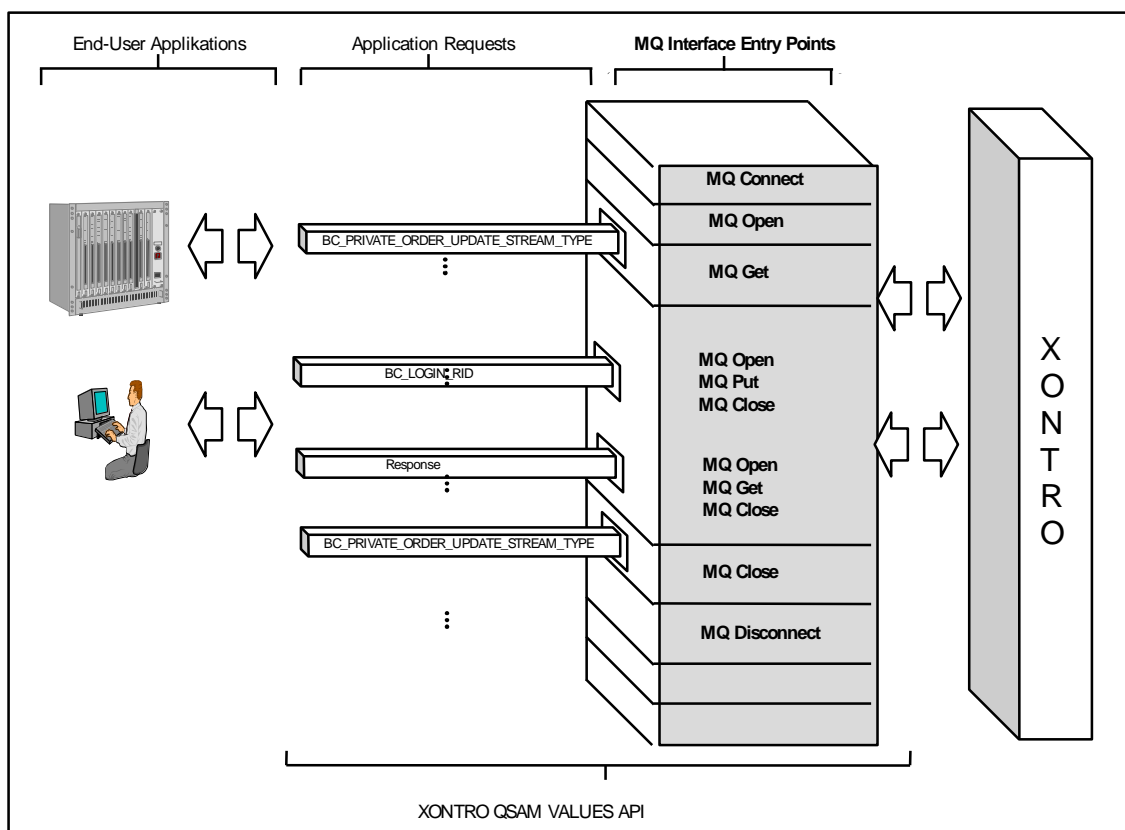 End-User Applikations
Application Requests
MQ Interface Entry Points
MQ Connect
MQ Open
BC_PRIVATE_ORDER_UPDATE_STREAM_TYPE
MQ Get
BC_LOGIN_RID
MQ Open
MQ Put
MQ Close
Response
MQ Open
MQ Get
MQ Close
BC_PRIVATE_ORDER_UPDATE_STREAM_TYPE
MQ Close
MQ Disconnect
XONTRO
XONTRO QSAM VALUES API